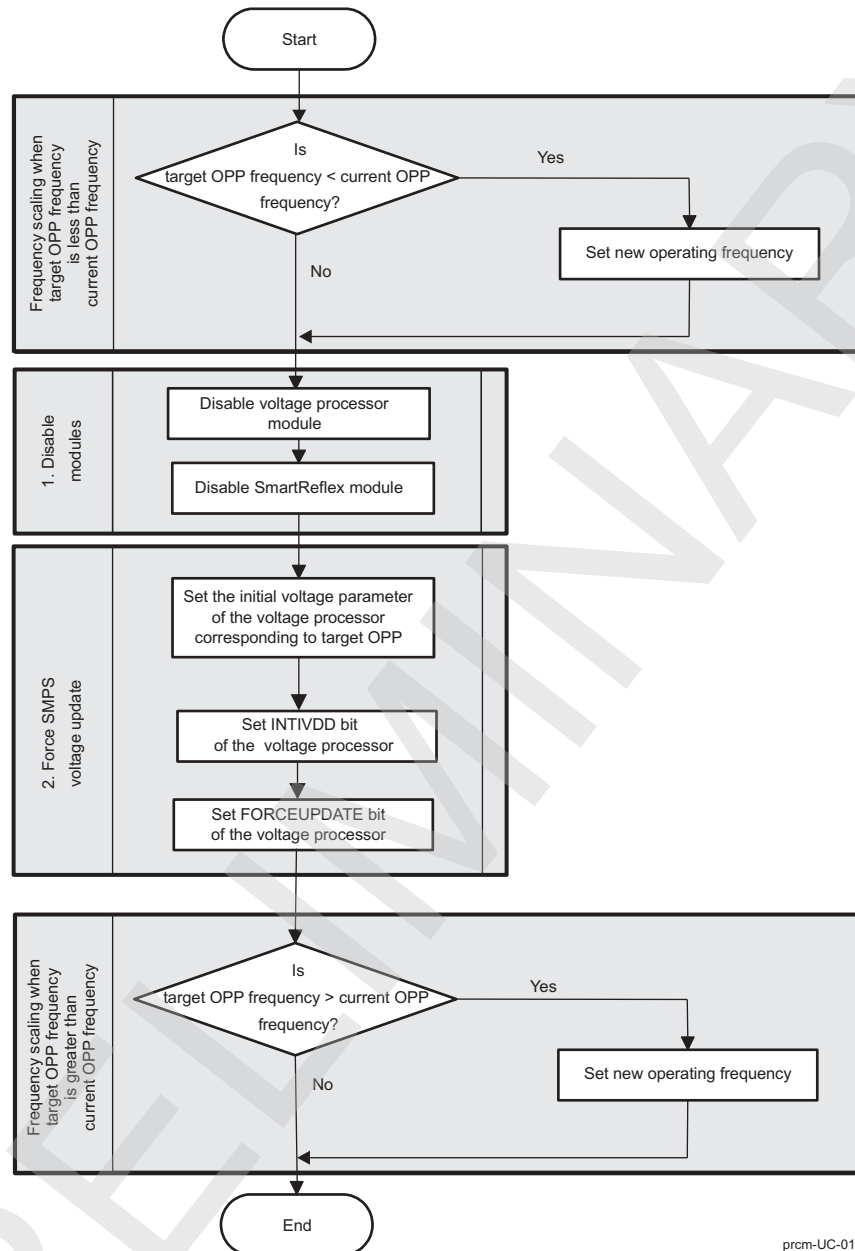 Start
Frequency scaling when
target OPP frequency
is less than
current OPP frequency
Is
target OPP frequency < current OPP
frequency?
Yes
Set new operating frequency
No
1. Disable
modules
Disable voltage processor
module
Disable SmartReflex module
2. Force SMPS
voltage update
Set the initial voltage parameter
of the voltage processor
corresponding to target OPP
Set INTIVDD bit
of the voltage processor
Set FORCEUPDATE bit
of the voltage processor
Frequency scaling when
target OPP frequency
is greater than
current OPP frequency
Is
target OPP frequency > current OPP
frequency?
Yes
Set new operating frequency
No
End
prcm-UC-01
PRELIMINARY